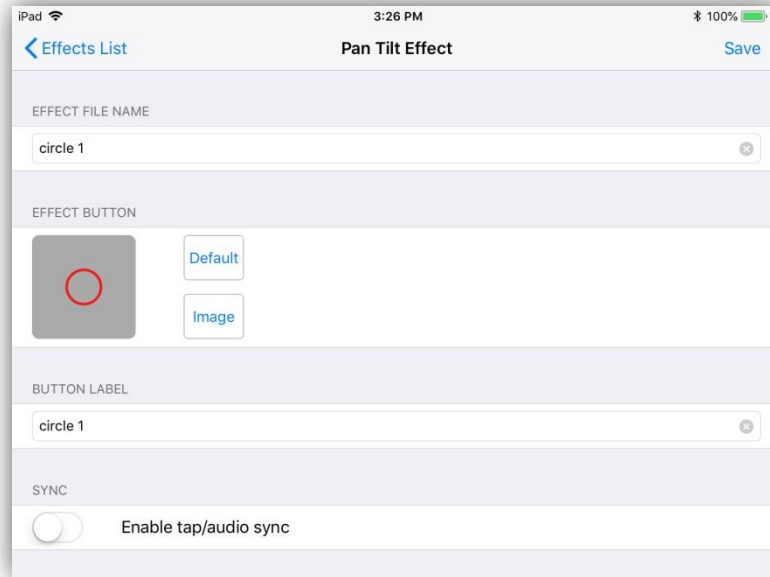 iPad 3:26 PM 100%
Effects List Pan Tilt Effect Save
EFFECT FILE NAME
circle 1
EFFECT BUTTON
Default
Image
BUTTON LABEL
circle 1
SYNC
Enable tap/audio sync